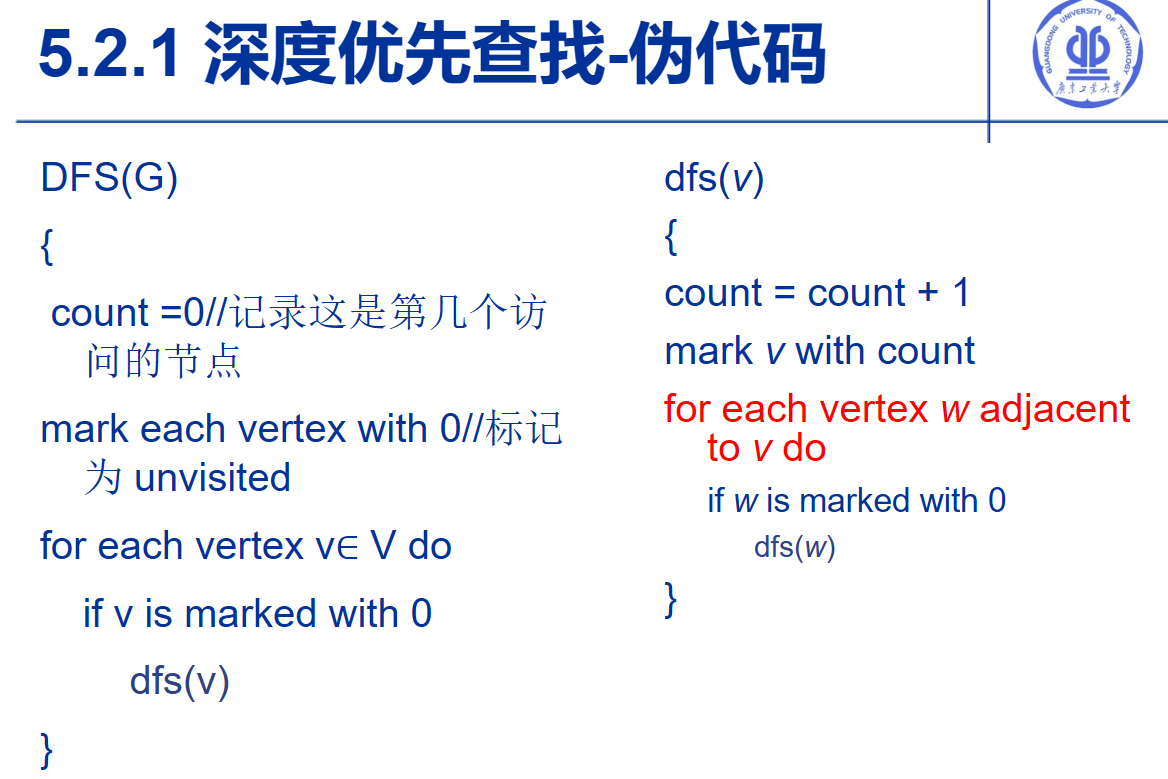 5.2.1 深度优先查找-伪代码
GUANGDONG UNIVERSITY OF TECHNOLOGY
广东工业大学
DFS(G)
{
count =0//记录这是第几个访
问的节点
mark each vertex with 0//标记
为 unvisited
for each vertex v∈ V do
if v is marked with 0
dfs(v)
}
dfs(v)
{
count = count + 1
mark v with count
for each vertex w adjacent
to v do
if w is marked with 0
dfs(w)
}